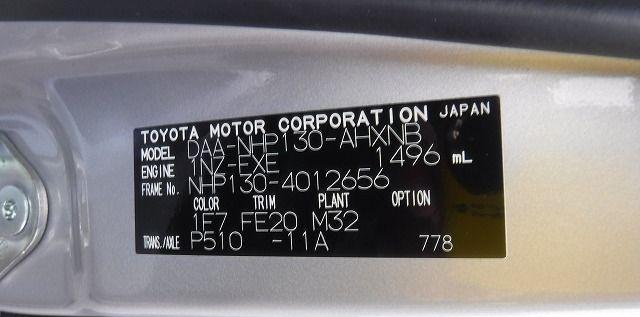 TOYOTA MOTOR CORPORATION JAPAN
MODEL DAA-NHP130-AHXNB
ENGINE 1NZ-EXE 1496 mL
FRAME No. NHP130-4012656
COLOR TRIM PLANT OPTION
1F7 FE20 M32
TRANS./AXLE P510 -11A 778